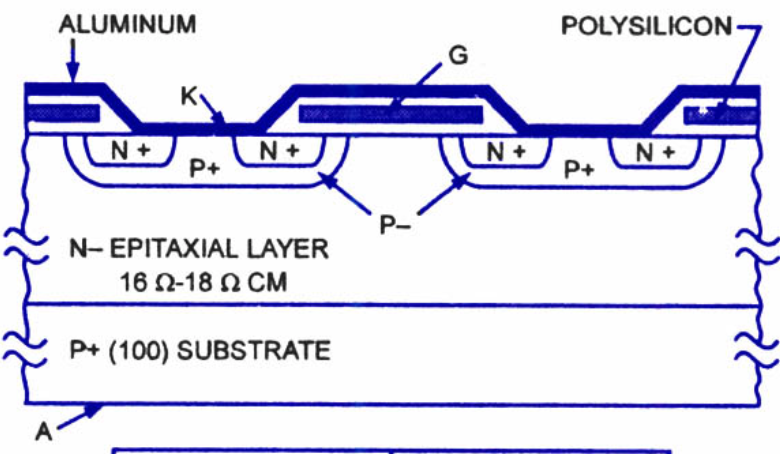 ALUMINUM
POLYSILICON
G
K
N + N + N + N +
P+ P+
P–
N– EPITAXIAL LAYER
16 Ω-18 Ω CM
P+ (100) SUBSTRATE
A